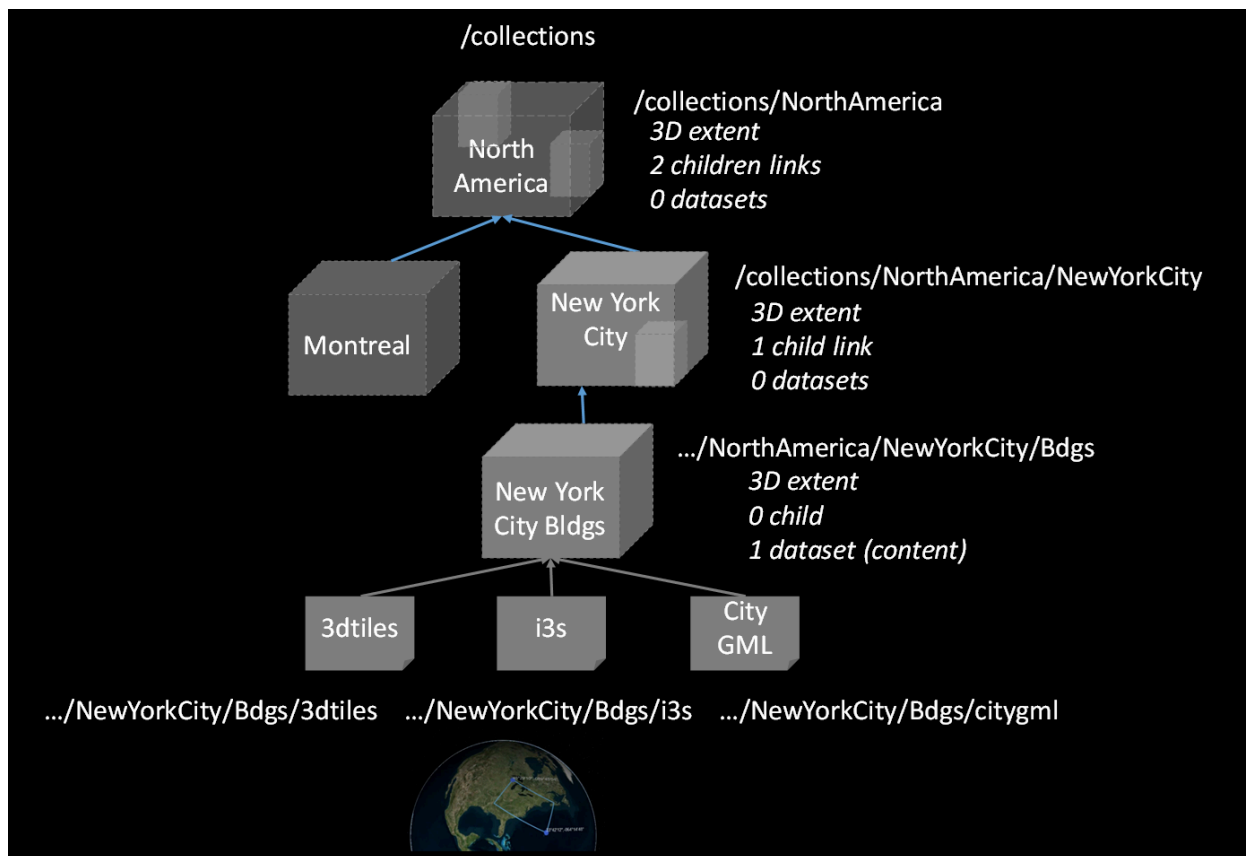 /collections
/collections/NorthAmerica
3D extent
2 children links
0 datasets
North
America
/collections/NorthAmerica/NewYorkCity
3D extent
1 child link
0 datasets
Montreal
New York
City
.../NorthAmerica/NewYorkCity/Bdgs
3D extent
0 child
1 dataset (content)
New York
City Bldgs
3dtiles
i3s
City
GML
.../NewYorkCity/Bdgs/3dtiles
.../NewYorkCity/Bdgs/i3s
.../NewYorkCity/Bdgs/citygml